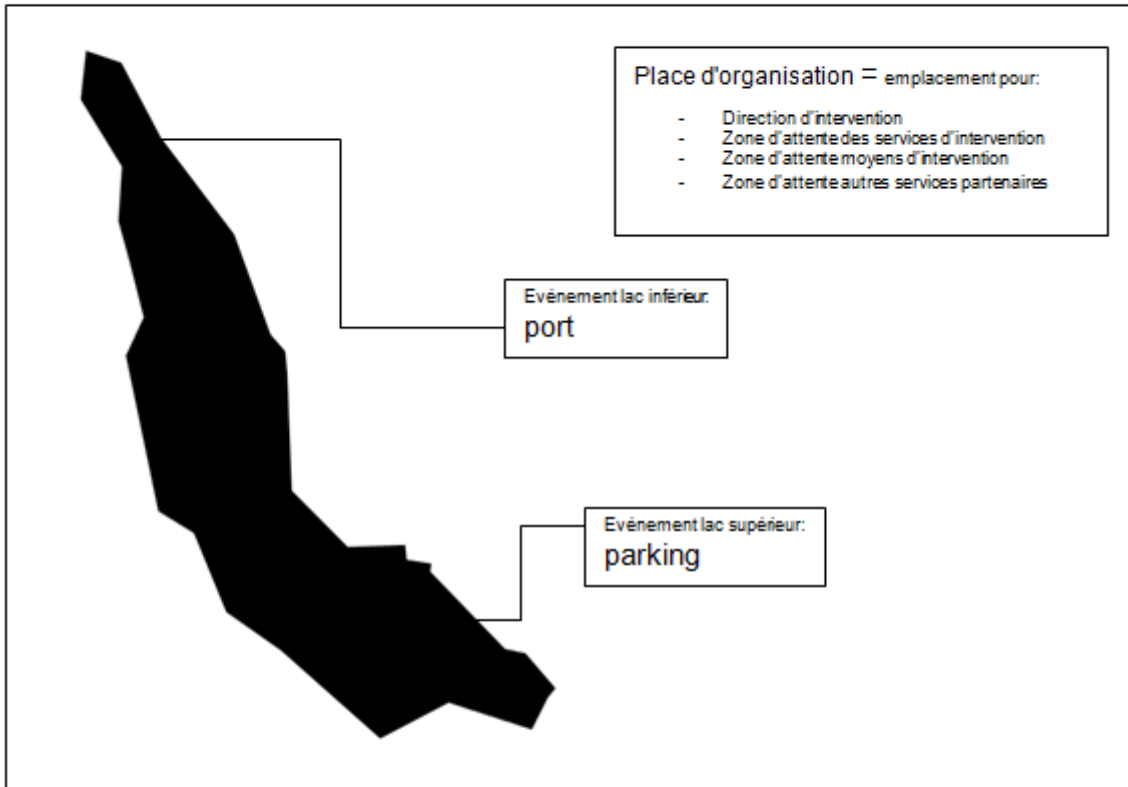 Place d'organisation = emplacement pour:
- Direction d'intervention
- Zone d'attente des services d'intervention
- Zone d'attente moyens d'intervention
- Zone d'attente autres services partenaires
Evénement lac inférieur:
port
Evénement lac supérieur:
parking